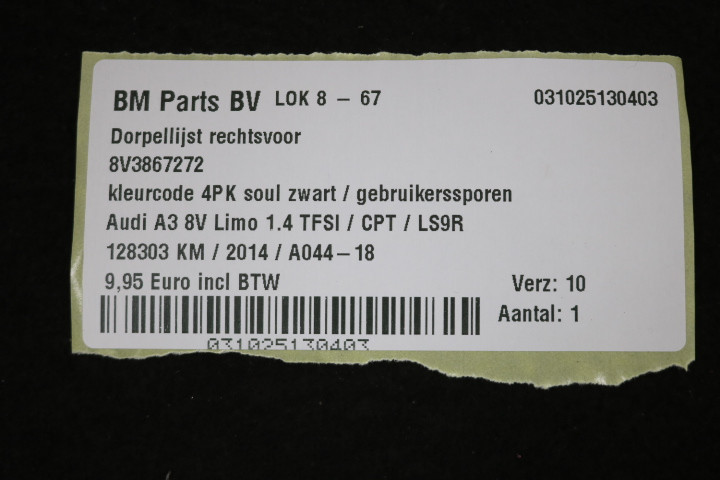 BM Parts BV LOK 8 - 67 031025130403
Dorpellijst rechtsvoor
8V3867272
kleurcode 4PK soul zwart / gebruikerssporen
Audi A3 8V Limo 1.4 TFSI / CPT / LS9R
128303 KM / 2014 / A044-18
9,95 Euro incl BTW Verz: 10
Aantal: 1
031025130403